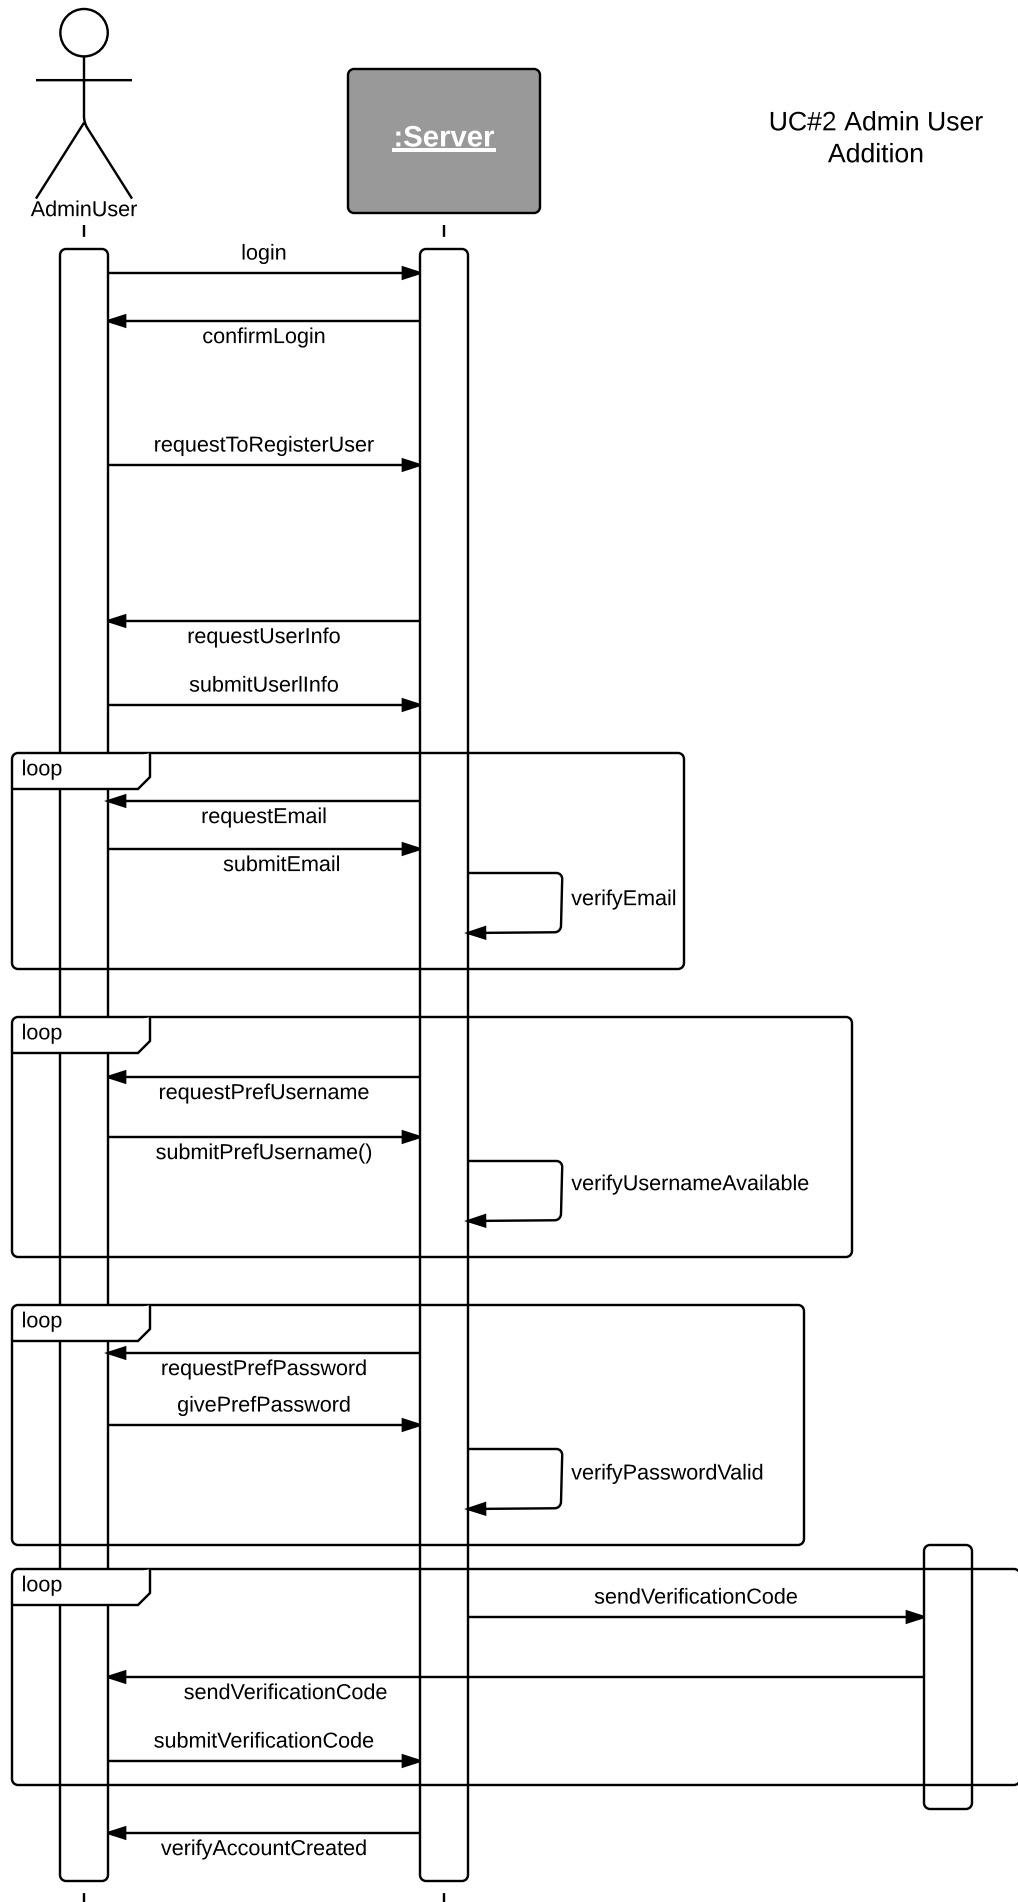 :Server
UC#2 Admin User
Addition
AdminUser
login
confirmLogin
requestToRegisterUser
requestUserInfo
submitUserlInfo
loop
requestEmail
submitEmail
verifyEmail
loop
requestPrefUsername
submitPrefUsername()
verifyUsernameAvailable
loop
requestPrefPassword
givePrefPassword
verifyPasswordValid
loop
sendVerificationCode
sendVerificationCode
submitVerificationCode
verifyAccountCreated